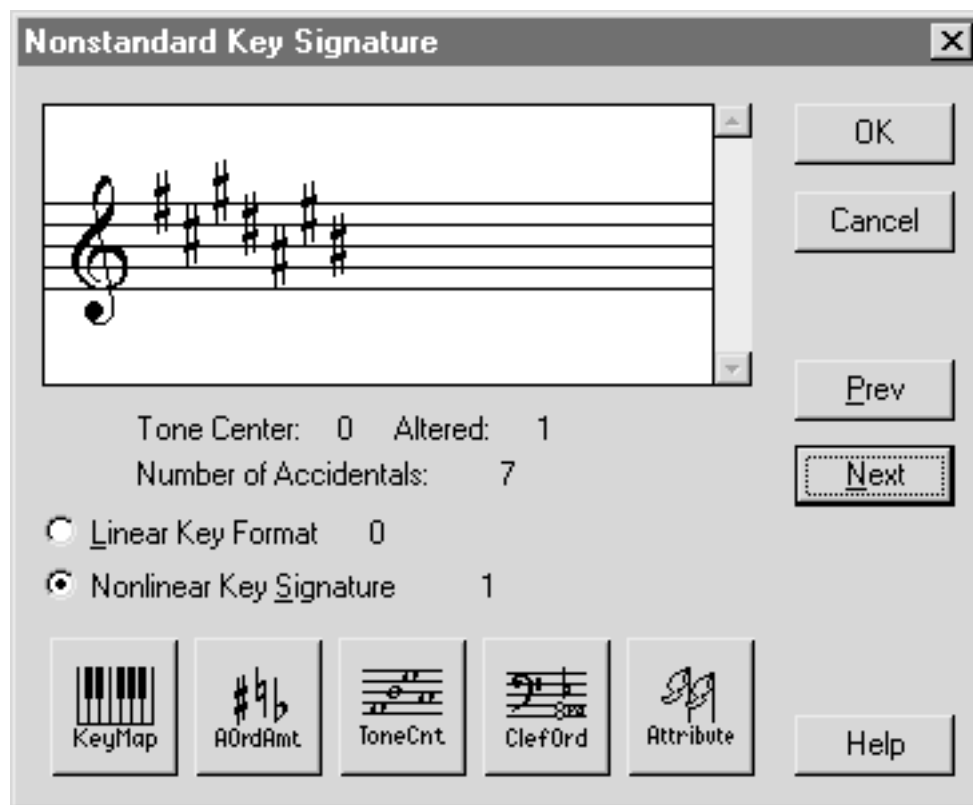 Nonstandard Key Signature
OK
Cancel
Prev
Next
Tone Center: 0 Altered: 1
Number of Accidentals: 7
Linear Key Format 0
Nonlinear Key Signature 1
KeyMap AOrdAmt ToneCnt ClefOrd Attribute
Help